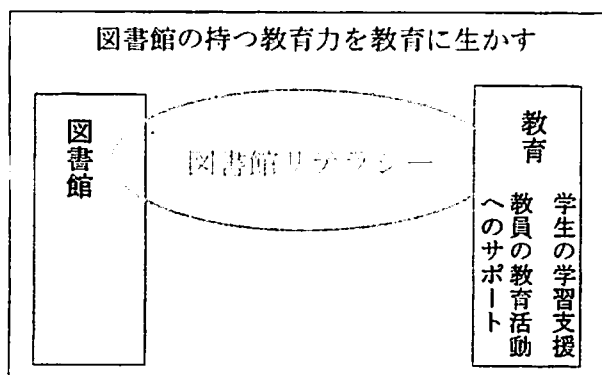 図書館の持つ教育力を教育に生かす
図書館
図書館リテラシー
教育
学生の学習支援
教員の教育活動
へのサポート